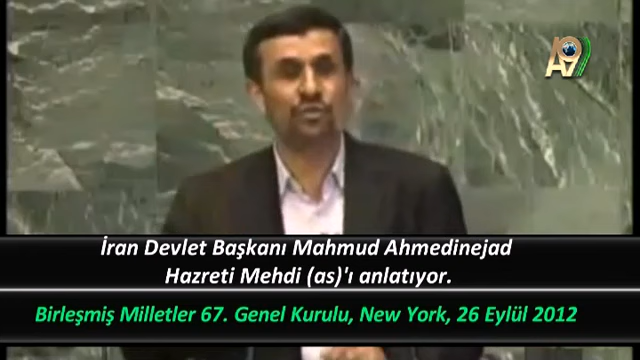 A9
İran Devlet Başkanı Mahmud Ahmedinejad
Hazreti Mehdi (as)'ı anlatıyor.
Birleşmiş Milletler 67. Genel Kurulu, New York, 26 Eylül 2012